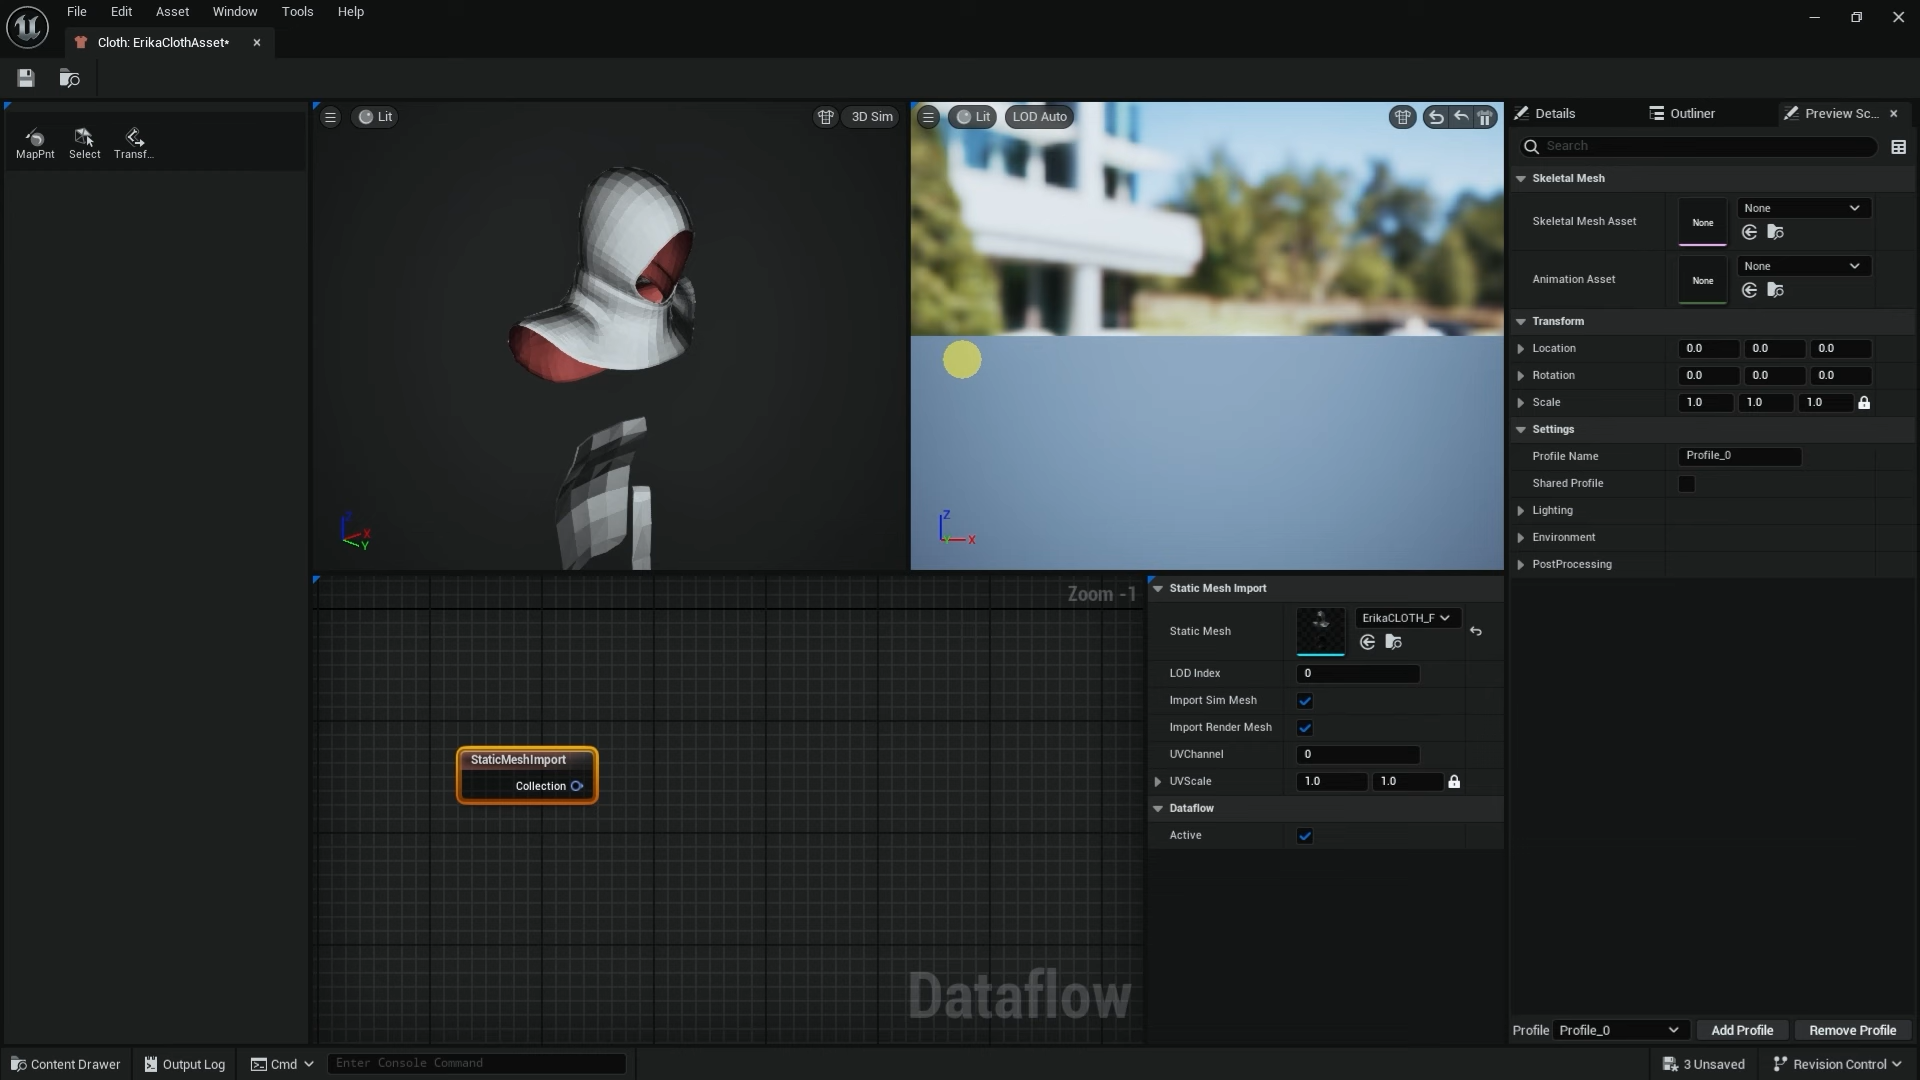 File Edit Asset Window Tools Help
Cloth: ErikaClothAsset*
MapPnt Select Transf...
Lit 3D Sim
Lit LOD Auto
Z X Y
Z Y X
Zoom -1
StaticMeshImport
Collection
Dataflow
Static Mesh Import
Static Mesh ErikaCLOTH_F
LOD Index 0
Import Sim Mesh
Import Render Mesh
UVChannel 0
UVScale 1.0 1.0
Dataflow
Active
Details Outliner Preview Sc...
Search
Skeletal Mesh
Skeletal Mesh Asset None None
Animation Asset None None
Transform
Location 0.0 0.0 0.0
Rotation 0.0 0.0 0.0
Scale 1.0 1.0 1.0
Settings
Profile Name Profile_0
Shared Profile
Lighting
Environment
PostProcessing
Profile Profile_0 Add Profile Remove Profile
Content Drawer Output Log Cmd Enter Console Command 3 Unsaved Revision Control